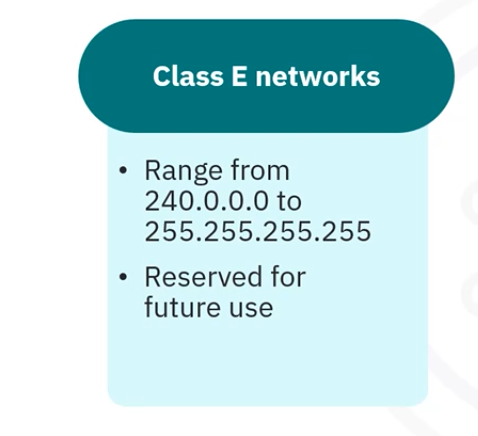 Class E networks
• Range from
240.0.0.0 to
255.255.255.255
• Reserved for
future use